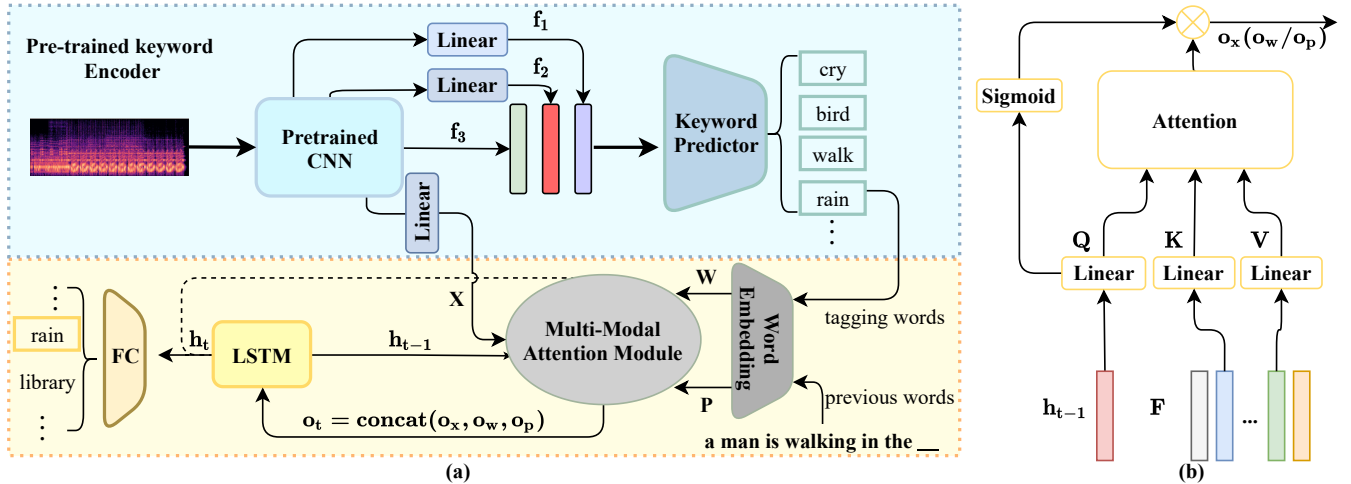 Pre-trained keyword
Encoder
Linear
f₁
Linear
f₂
f₃
Pretrained
CNN
Linear
Keyword
Predictor
cry
bird
walk
rain
⋮
X
W
P
Word
Embedding
tagging words
previous words
a man is walking in the __
Multi-Modal
Attention Module
hₜ₋₁
LSTM
hₜ
FC
⋮
rain
library
⋮
oₜ = concat(oₓ, o_w, oₚ)
(a)
oₓ(o_w/oₚ)
Sigmoid
Attention
Q
K
V
Linear
Linear
Linear
hₜ₋₁
F
...
(b)